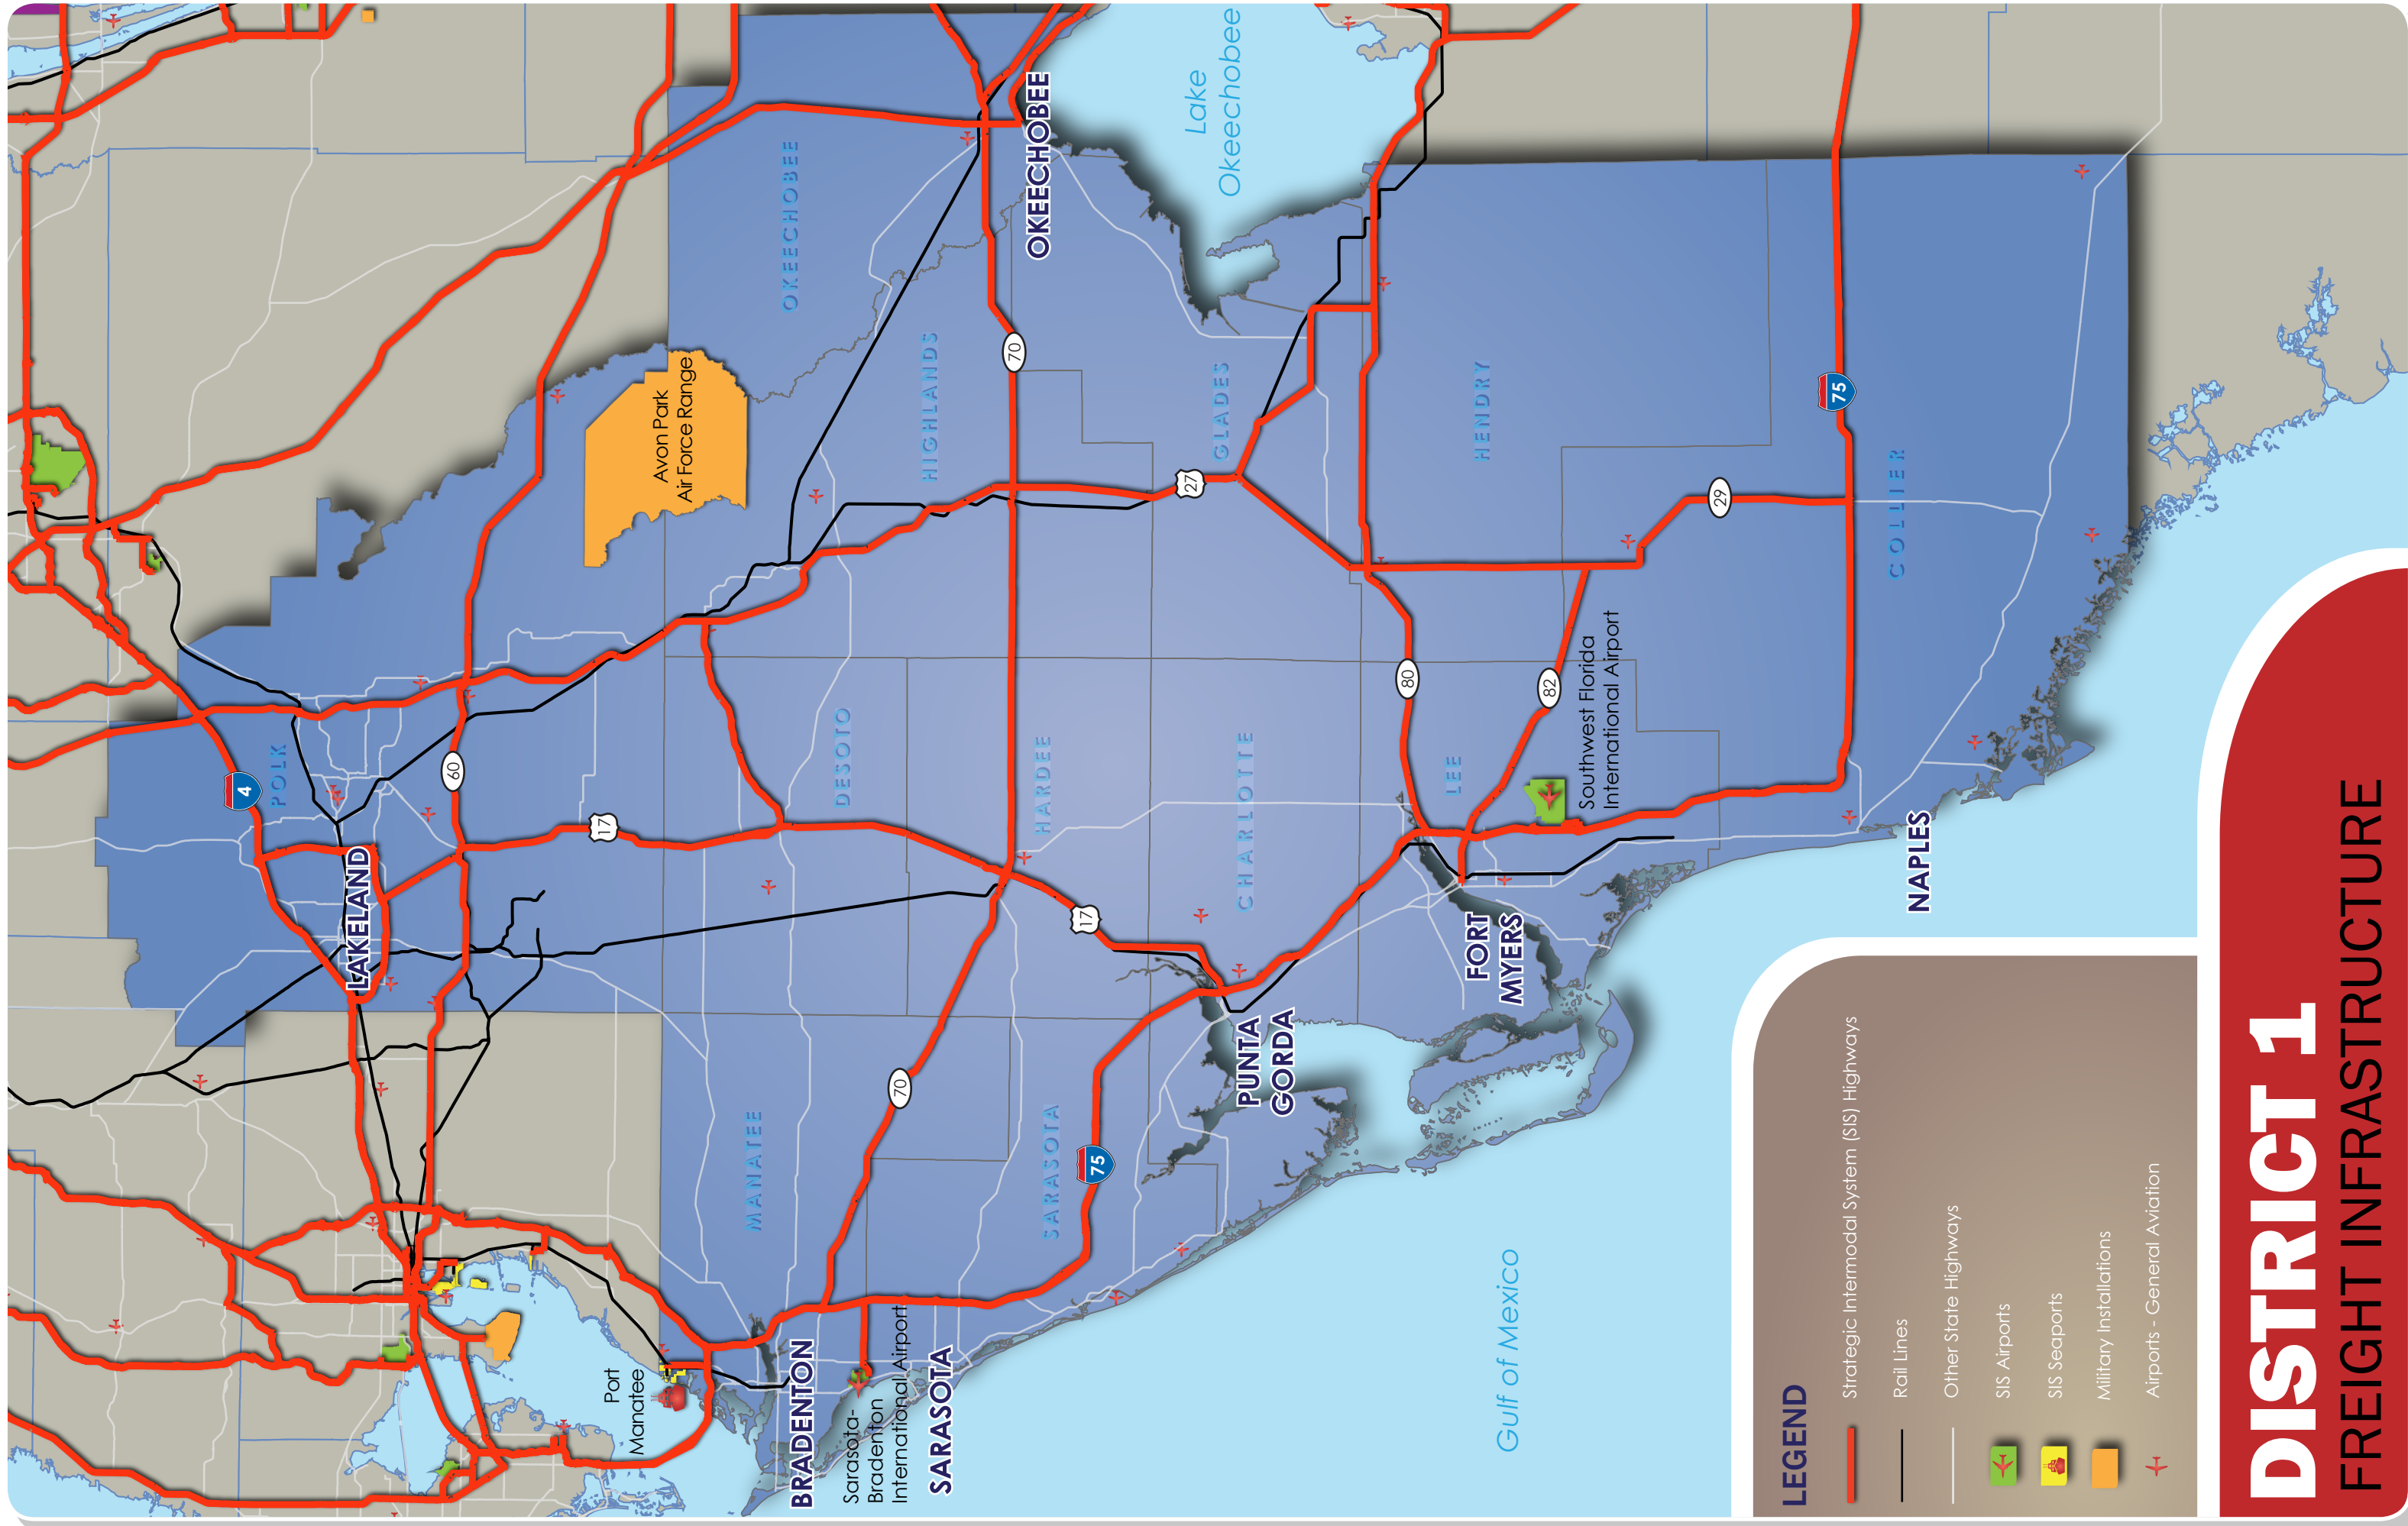 DISTRICT 1
FREIGHT INFRASTRUCTURE
LEGEND
Strategic Intermodal System (SIS) Highways
Rail Lines
Other State Highways
SIS Airports
SIS Seaports
Military Installations
Airports - General Aviation
POLK
4
LAKELAND
60
17
Avon Park
Air Force Range
OKEECHOBEE
OKEECHOBEE
Lake
Okeechobee
HIGHLANDS
70
DESOTO
HARDEE
MANATEE
Port
Manatee
BRADENTON
Sarasota-
Bradenton
International Airport
SARASOTA
70
SARASOTA
75
17
CHARLOTTE
PUNTA
GORDA
GLADES
27
HENDRY
80
LEE
82
Southwest Florida
International Airport
FORT
MYERS
29
75
COLLIER
NAPLES
Gulf of Mexico